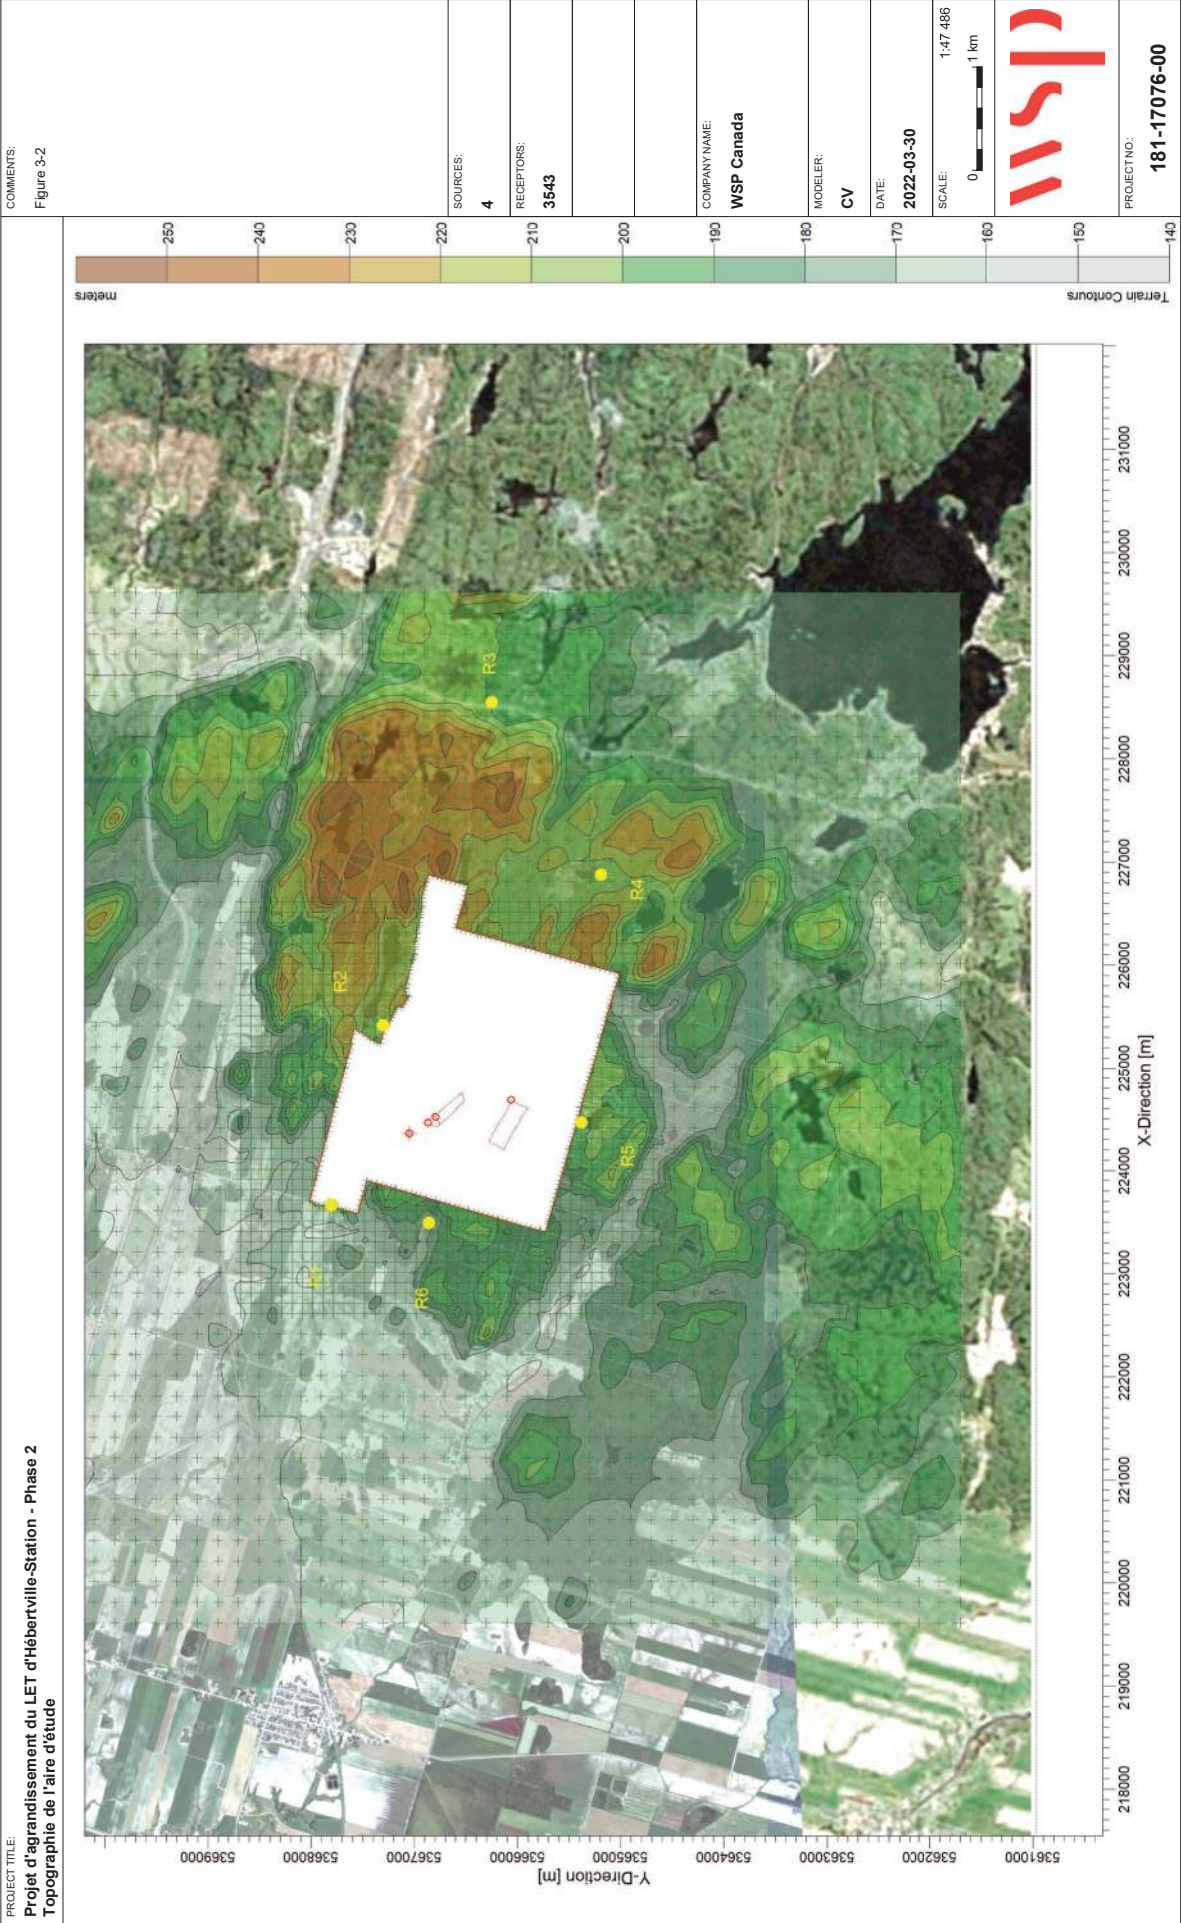 PROJECT TITLE:
Projet d'agrandissement du LET d'Hébertville-Station - Phase 2
Topographie de l'aire d'étude
Y-Direction [m]
5369000
5368000
5367000
5366000
5365000
5364000
5363000
5362000
5361000
R1
R2
R3
R4
R5
R6
218000
219000
220000
221000
222000
223000
224000
225000
226000
227000
228000
229000
230000
231000
X-Direction [m]
meters
Terrain Contours
250
240
230
220
210
200
190
180
170
160
150
140
COMMENTS:
Figure 3-2
SOURCES:
4
RECEPTORS:
3543
COMPANY NAME:
WSP Canada
MODELER:
CV
DATE:
2022-03-30
SCALE:
1:47 486
0
1 km
WSP
PROJECT NO.:
181-17076-00